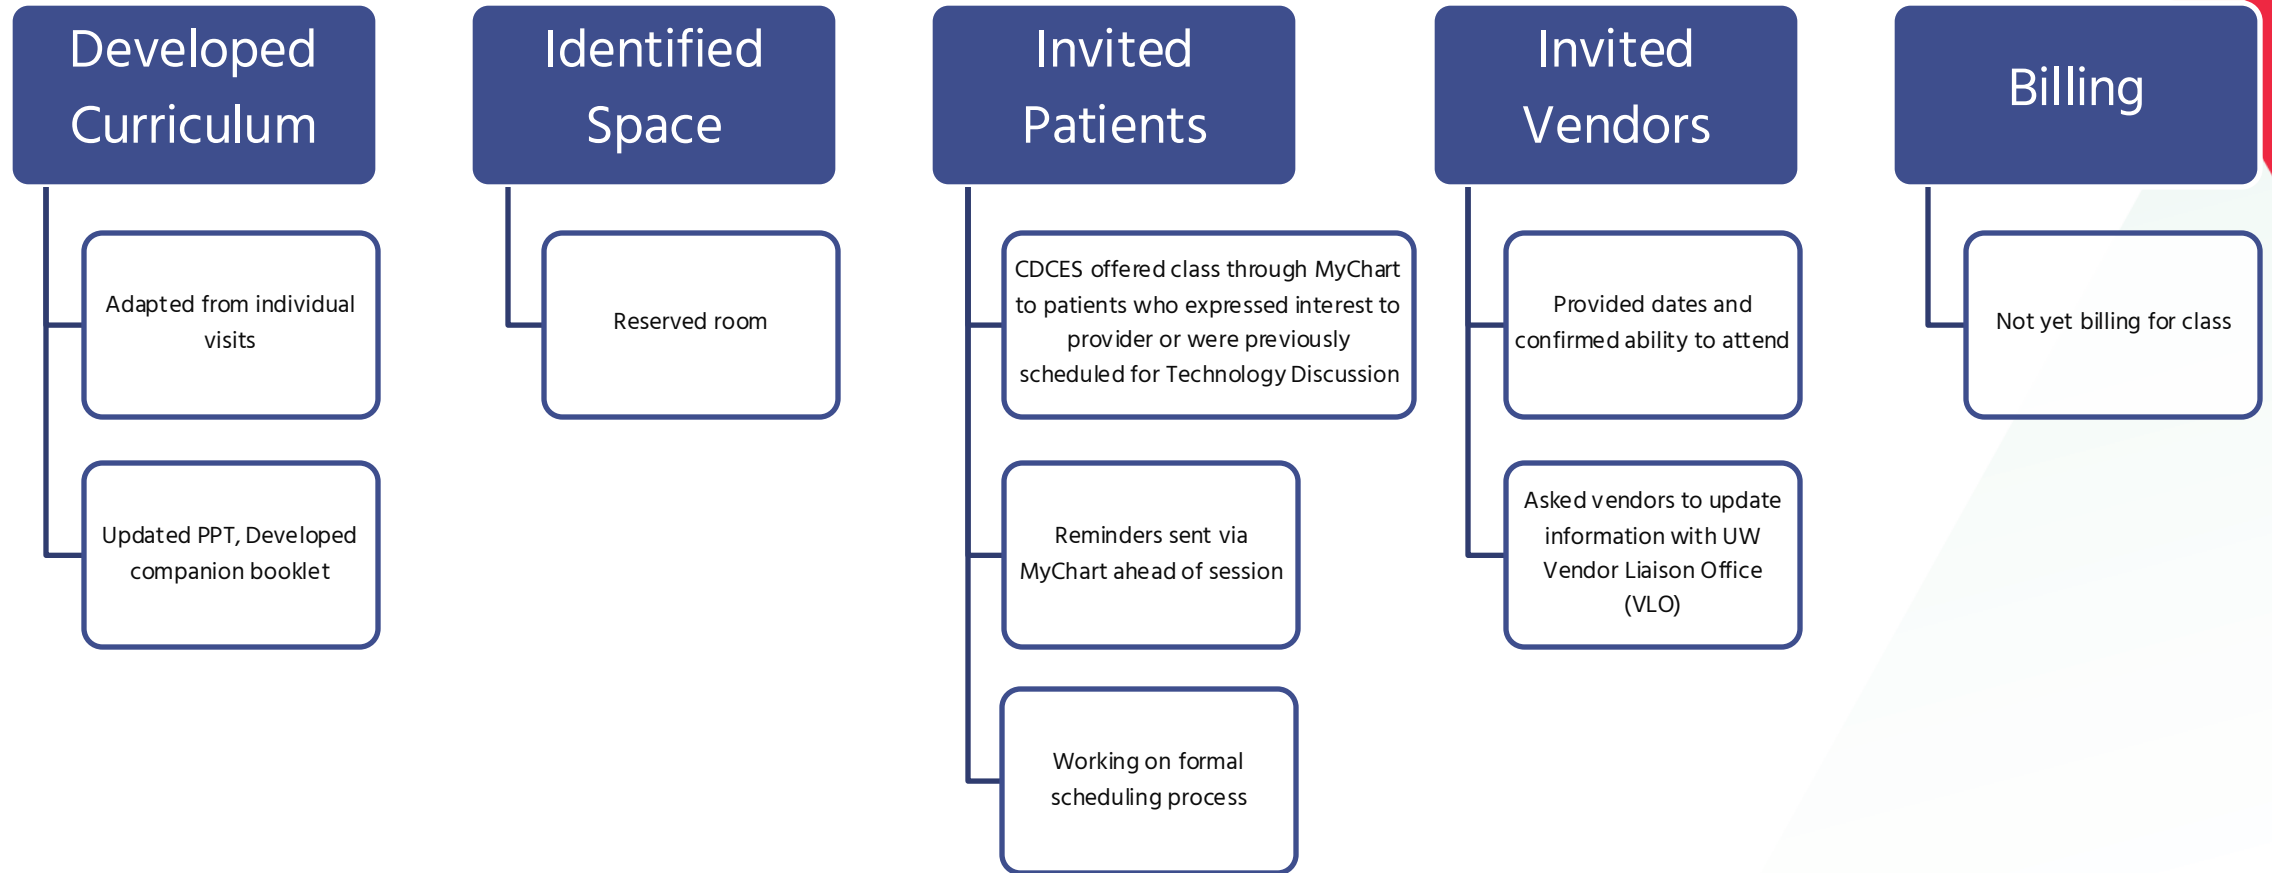 Developed
Curriculum
Adapted from individual
visits
Updated PPT, Developed
companion booklet
Identified
Space
Reserved room
Invited
Patients
CDCES offered class through MyChart
to patients who expressed interest to
provider or were previously
scheduled for Technology Discussion
Reminders sent via
MyChart ahead of session
Working on formal
scheduling process
Invited
Vendors
Provided dates and
confirmed ability to attend
Asked vendors to update
information with UW
Vendor Liaison Office
(VLO)
Billing
Not yet billing for class